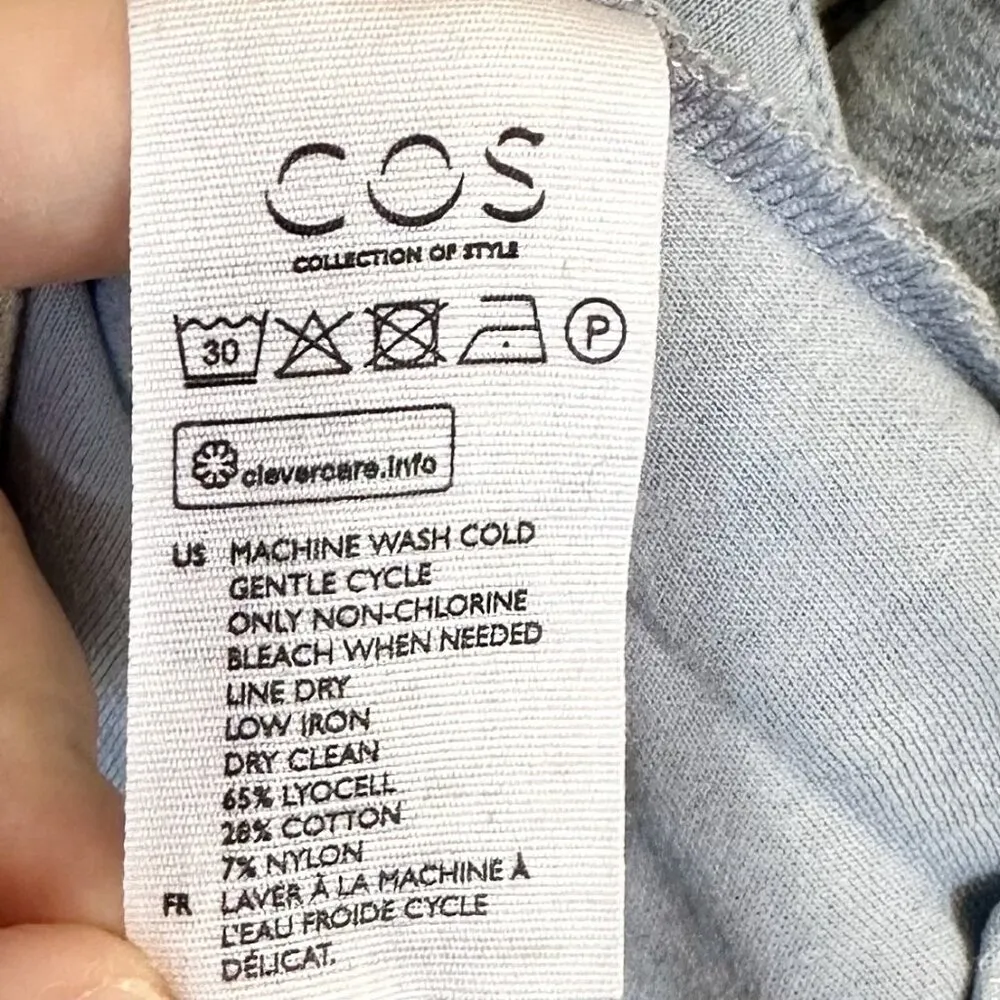 COS
COLLECTION OF STYLE
30 P
clevercare.info
US MACHINE WASH COLD
GENTLE CYCLE
ONLY NON-CHLORINE
BLEACH WHEN NEEDED
LINE DRY
LOW IRON
DRY CLEAN
65% LYOCELL
28% COTTON
7% NYLON
FR LAVER À LA MACHINE À
L'EAU FROIDE CYCLE
DÉLICAT.